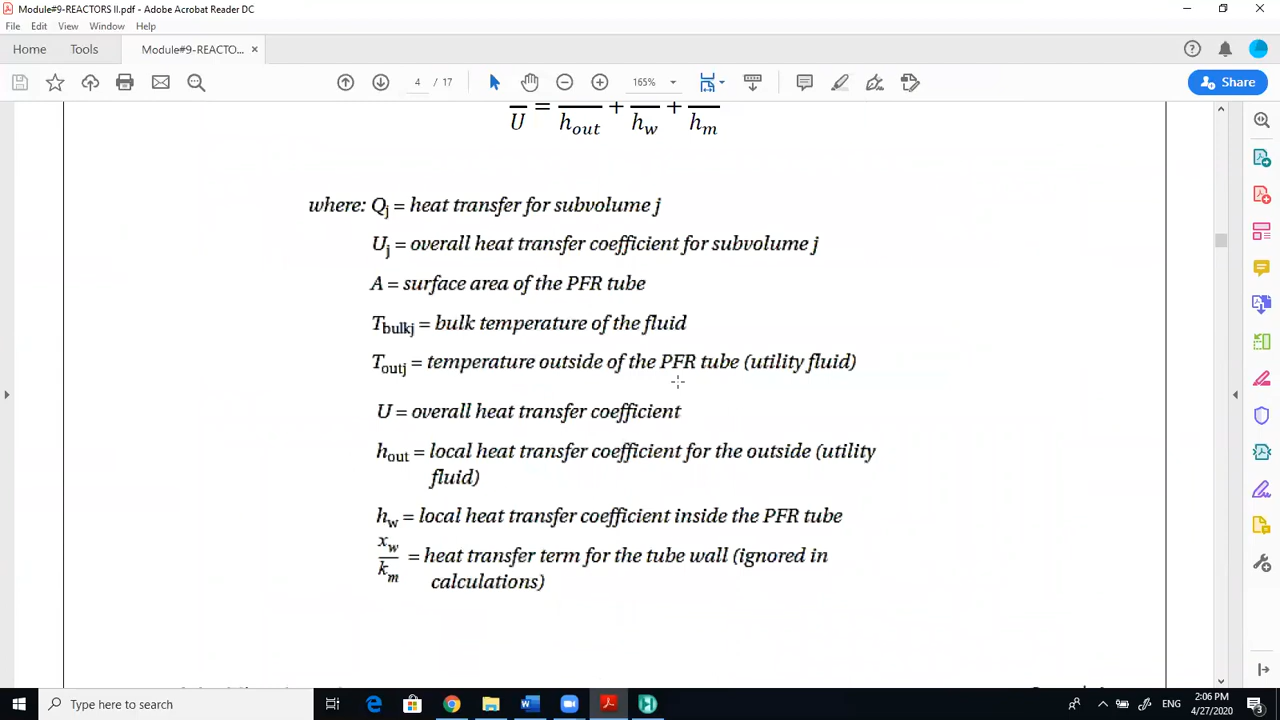 Module#9-REACTORS II.pdf - Adobe Acrobat Reader DC
File Edit View Window Help
Home Tools Module#9-REACTO... ×
4 / 17 165% Share
U = h_out + h_w + h_m
where: Q_j = heat transfer for subvolume j
U_j = overall heat transfer coefficient for subvolume j
A = surface area of the PFR tube
T_bulkj = bulk temperature of the fluid
T_outj = temperature outside of the PFR tube (utility fluid)
U = overall heat transfer coefficient
h_out = local heat transfer coefficient for the outside (utility
fluid)
h_w = local heat transfer coefficient inside the PFR tube
x_w/k_m = heat transfer term for the tube wall (ignored in
calculations)
Type here to search
ENG
2:06 PM
4/27/2020
3